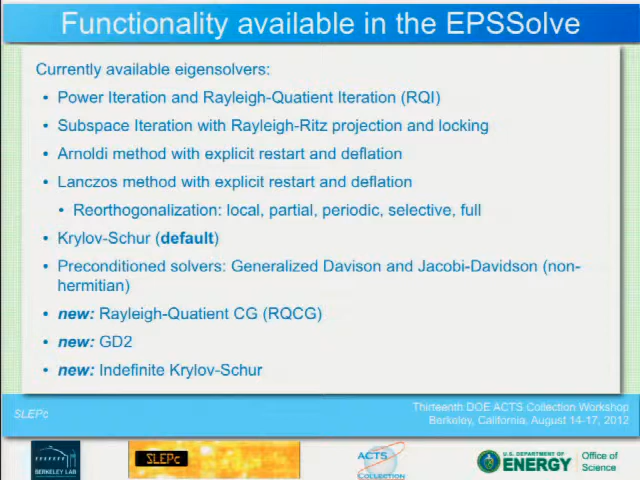 Functionality available in the EPSSolve
Currently available eigensolvers:
• Power Iteration and Rayleigh-Quatient Iteration (RQI)
• Subspace Iteration with Rayleigh-Ritz projection and locking
• Arnoldi method with explicit restart and deflation
• Lanczos method with explicit restart and deflation
• Reorthogonalization: local, partial, periodic, selective, full
• Krylov-Schur (default)
• Preconditioned solvers: Generalized Davison and Jacobi-Davidson (non-
hermitian)
• new: Rayleigh-Quatient CG (RQCG)
• new: GD2
• new: Indefinite Krylov-Schur
SLEPc
Thirteenth DOE ACTS Collection Workshop
Berkeley, California, August 14-17, 2012
BERKELEY LAB
SLEPc
ACTS
COLLECTION
U.S. DEPARTMENT OF
ENERGY
Office of
Science